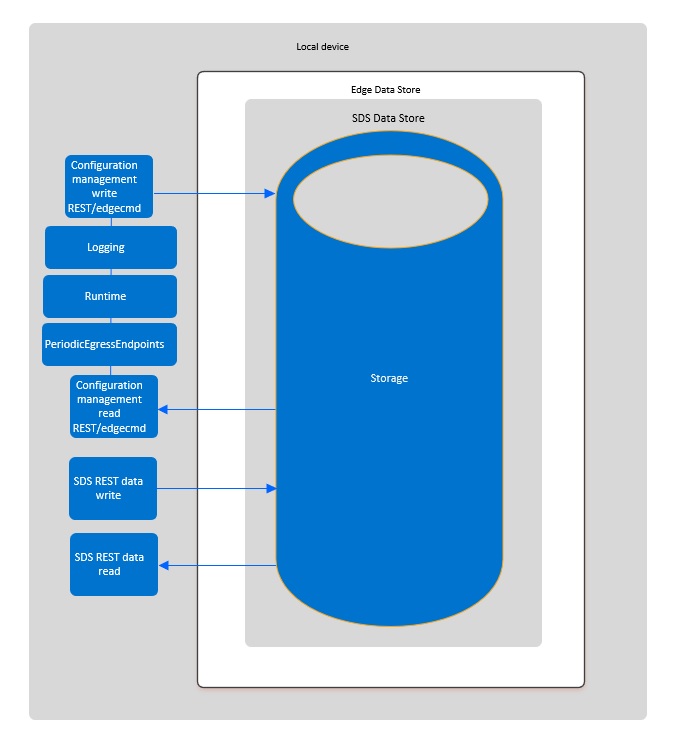 Local device
Edge Data Store
SDS Data Store
Configuration
management
write
REST/edgecmd
Logging
Runtime
PeriodicEgressEndpoints
Configuration
management
read
REST/edgecmd
Storage
SDS REST data
write
SDS REST data
read